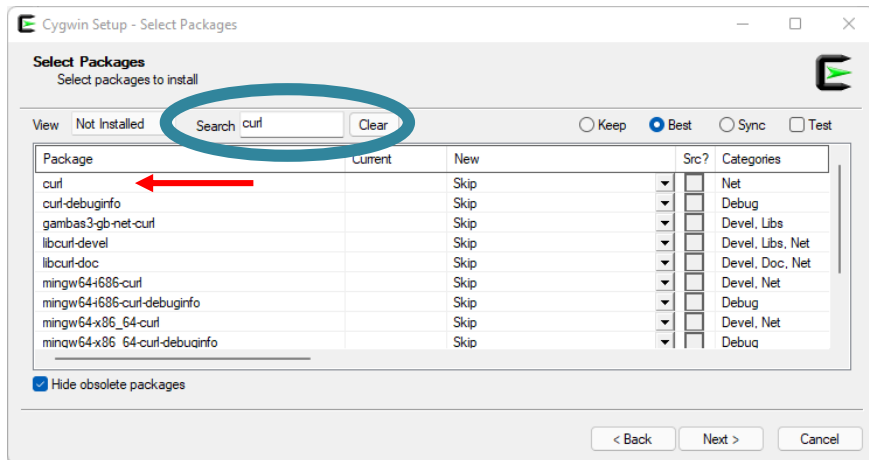 Cygwin Setup - Select Packages
Select Packages
Select packages to install
View Not Installed Search curl Clear Keep Best Sync Test
Package Current New Src? Categories
curl Skip Net
curl-debuginfo Skip Debug
gambas3-gb-net-curl Skip Devel, Libs
libcurl-devel Skip Devel, Libs, Net
libcurl-doc Skip Devel, Doc, Net
mingw64-i686-curl Skip Devel, Net
mingw64-i686-curl-debuginfo Skip Debug
mingw64-x86_64-curl Skip Devel, Net
mingw64-x86_64-curl-debuginfo Skip Debug
Hide obsolete packages
< Back Next > Cancel